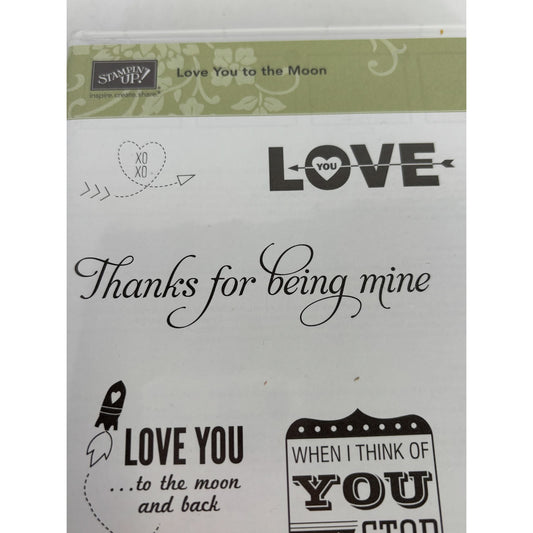 STAMPIN' UP!
inspire.create.share
Love You to the Moon
XO
XO
LOVE
YOU
Thanks for being mine
LOVE YOU
...to the moon
and back
WHEN I THINK OF
YOU
STOP